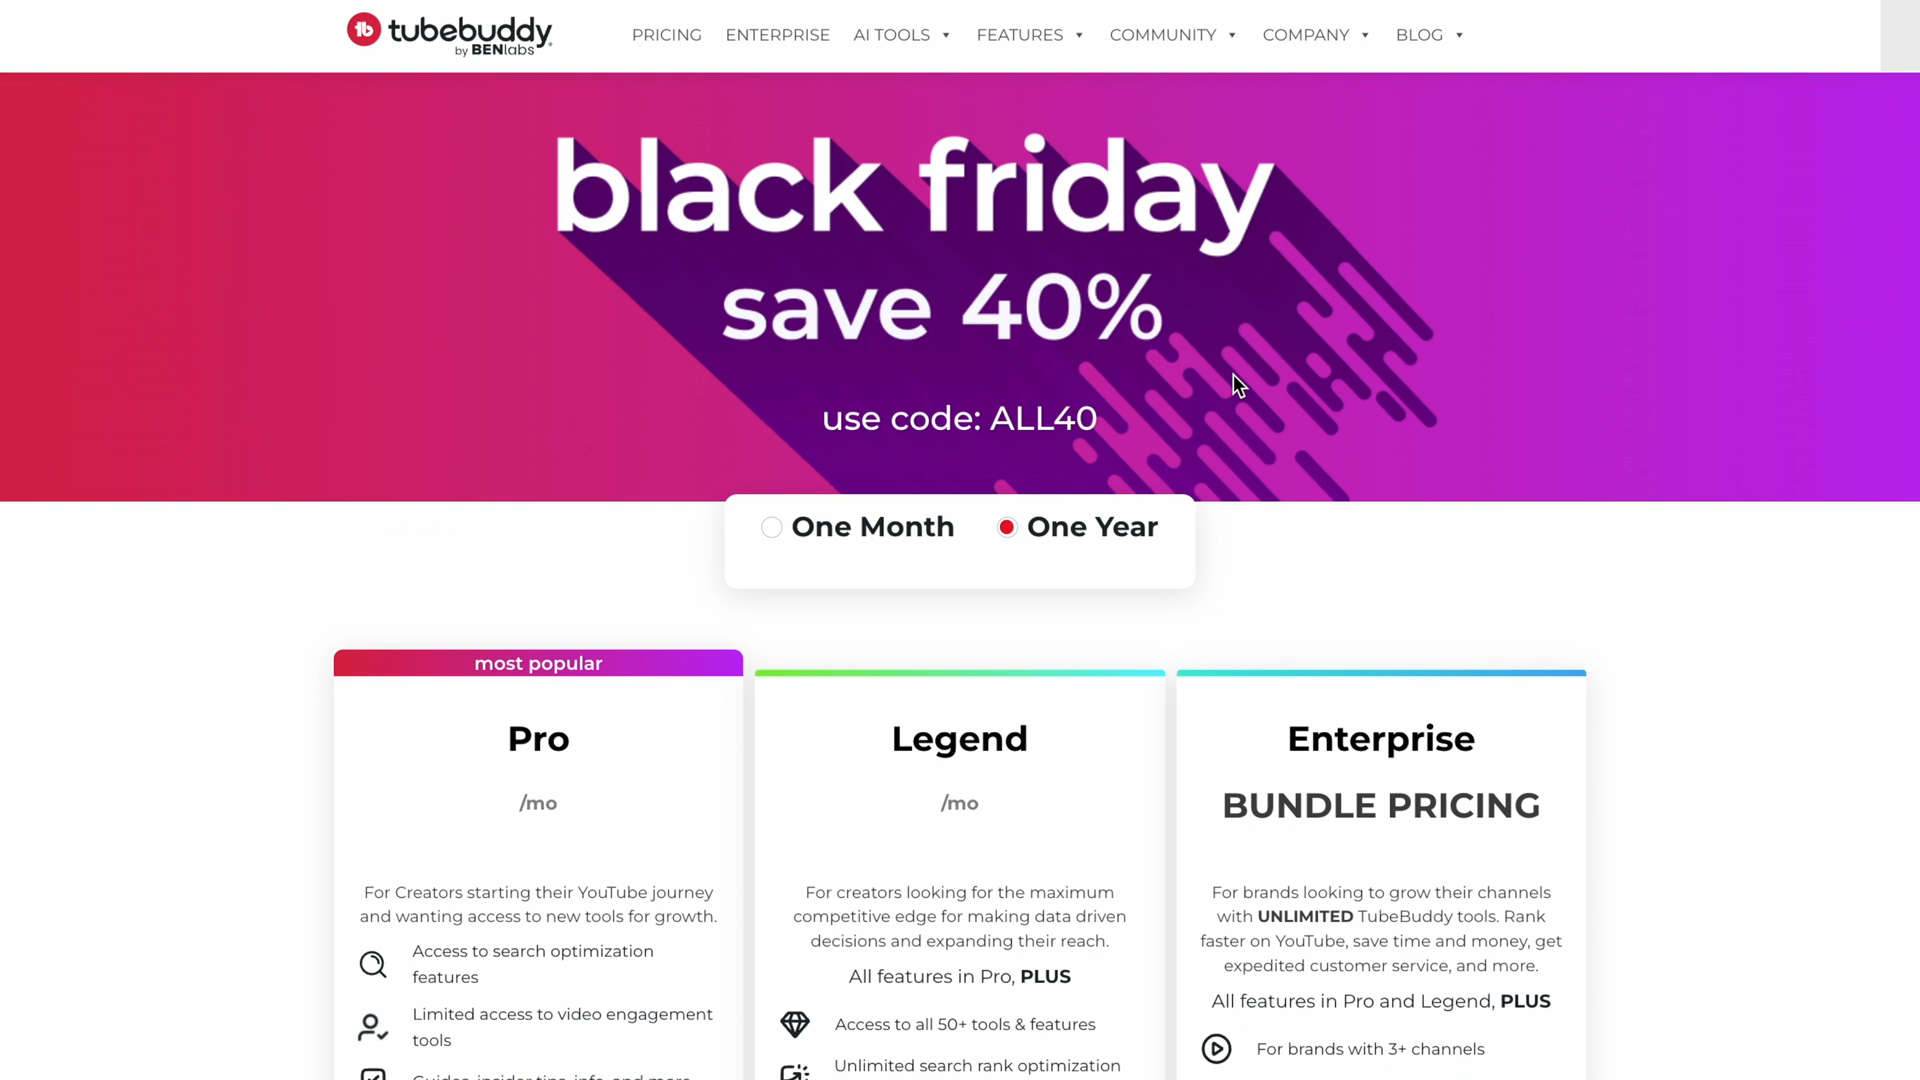 tubebuddy
by BENlabs
PRICING ENTERPRISE AI TOOLS FEATURES COMMUNITY COMPANY BLOG
black friday
save 40%
use code: ALL40
One Month One Year
most popular
Pro
/mo
For Creators starting their YouTube journey
and wanting access to new tools for growth.
Access to search optimization
features
Limited access to video engagement
tools
Guides, insider tips, info, and more
Legend
/mo
For creators looking for the maximum
competitive edge for making data driven
decisions and expanding their reach.
All features in Pro, PLUS
Access to all 50+ tools & features
Unlimited search rank optimization
Enterprise
BUNDLE PRICING
For brands looking to grow their channels
with UNLIMITED TubeBuddy tools. Rank
faster on YouTube, save time and money, get
expedited customer service, and more.
All features in Pro and Legend, PLUS
For brands with 3+ channels